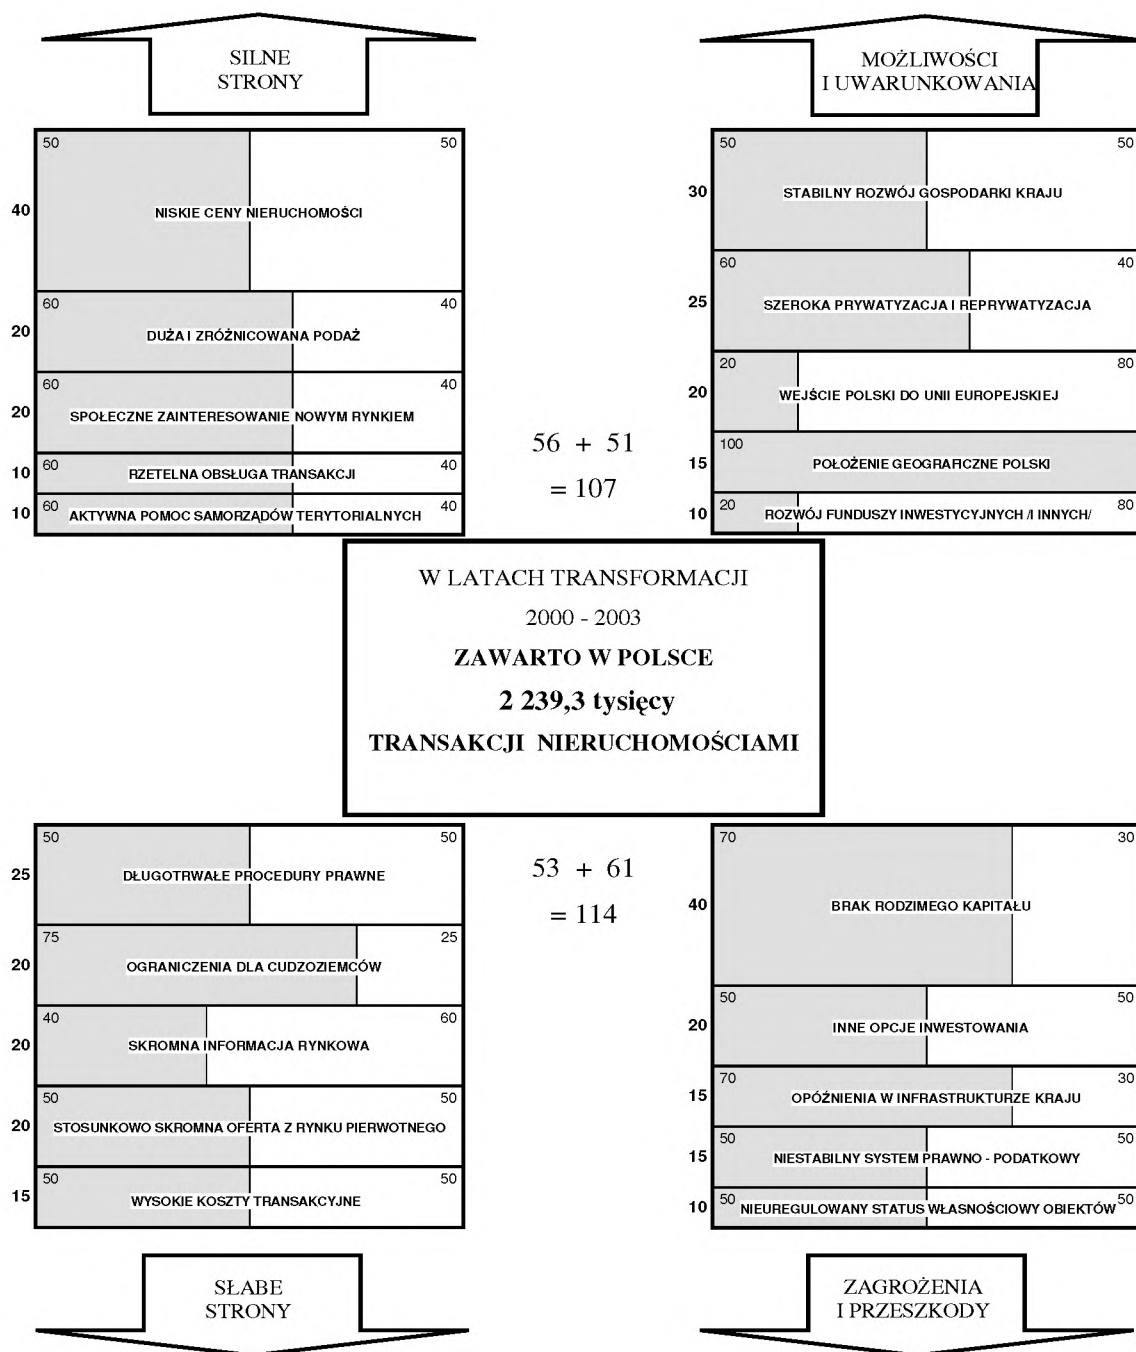 SILNE
STRONY
MOŻLIWOŚCI
I UWARUNKOWANIA
50 50
40 NISKIE CENY NIERUCHOMOŚCI
60 40
20 DUŻA I ZRÓŻNICOWANA PODAŻ
60 40
20 SPOŁECZNE ZAINTERESOWANIE NOWYM RYNKIEM
60 40
10 RZETELNA OBSŁUGA TRANSAKCJI
60 40
10 AKTYWNA POMOC SAMORZĄDÓW TERYTORIALNYCH
50 50
30 STABILNY ROZWÓJ GOSPODARKI KRAJU
60 40
25 SZEROKA PRYWATYZACJA I REPRYWATYZACJA
20 80
20 WEJŚCIE POLSKI DO UNII EUROPEJSKIEJ
100
15 POŁOŻENIE GEOGRAFICZNE POLSKI
20 80
10 ROZWÓJ FUNDUSZY INWESTYCYJNYCH /I INNYCH/
56 + 51
= 107
W LATACH TRANSFORMACJI
2000 - 2003
ZAWARTO W POLSCE
2 239,3 tysięcy
TRANSAKCJI NIERUCHOMOŚCIAMI
50 50
25 DŁUGOTRWAŁE PROCEDURY PRAWNE
75 25
20 OGRANICZENIA DLA CUDZOZIEMCÓW
40 60
20 SKROMNA INFORMACJA RYNKOWA
50 50
20 STOSUNKOWO SKROMNA OFERTA Z RYNKU PIERWOTNEGO
50 50
15 WYSOKIE KOSZTY TRANSAKCYJNE
53 + 61
= 114
70 30
40 BRAK RODZIMEGO KAPITAŁU
50 50
20 INNE OPCJE INWESTOWANIA
70 30
15 OPÓŹNIENIA W INFRASTRUKTURZE KRAJU
50 50
15 NIESTABILNY SYSTEM PRAWNO - PODATKOWY
50 50
10 NIEUREGULOWANY STATUS WŁASNOŚCIOWY OBIEKTÓW
SŁABE
STRONY
ZAGROŻENIA
I PRZESZKODY